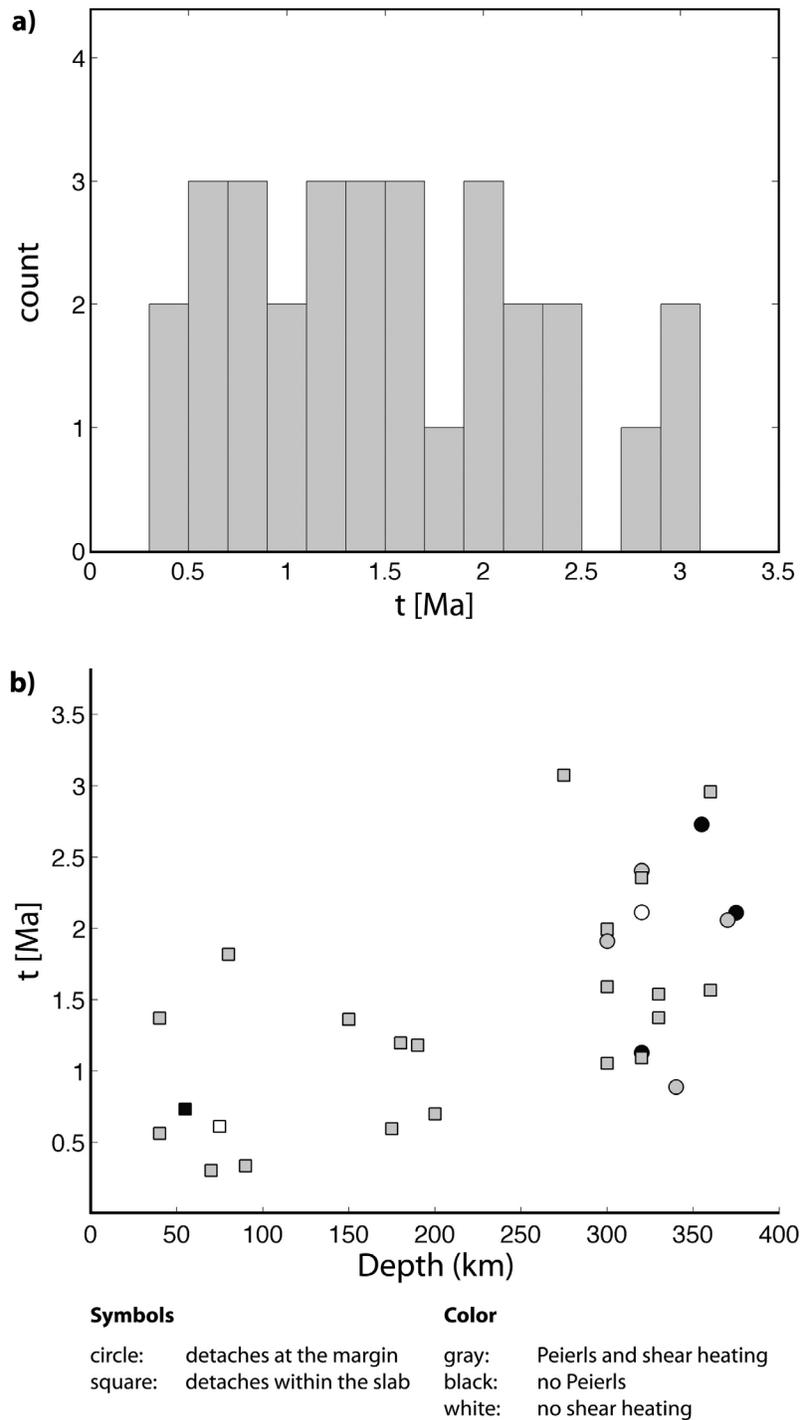 a)
4
3
2
1
0
count
0 0.5 1 1.5 2 2.5 3 3.5
t [Ma]
b)
3.5
3
2.5
2
1.5
1
0.5
t [Ma]
0 50 100 150 200 250 300 350 400
Depth (km)
Symbols Color
circle: detaches at the margin gray: Peierls and shear heating
square: detaches within the slab black: no Peierls
white: no shear heating